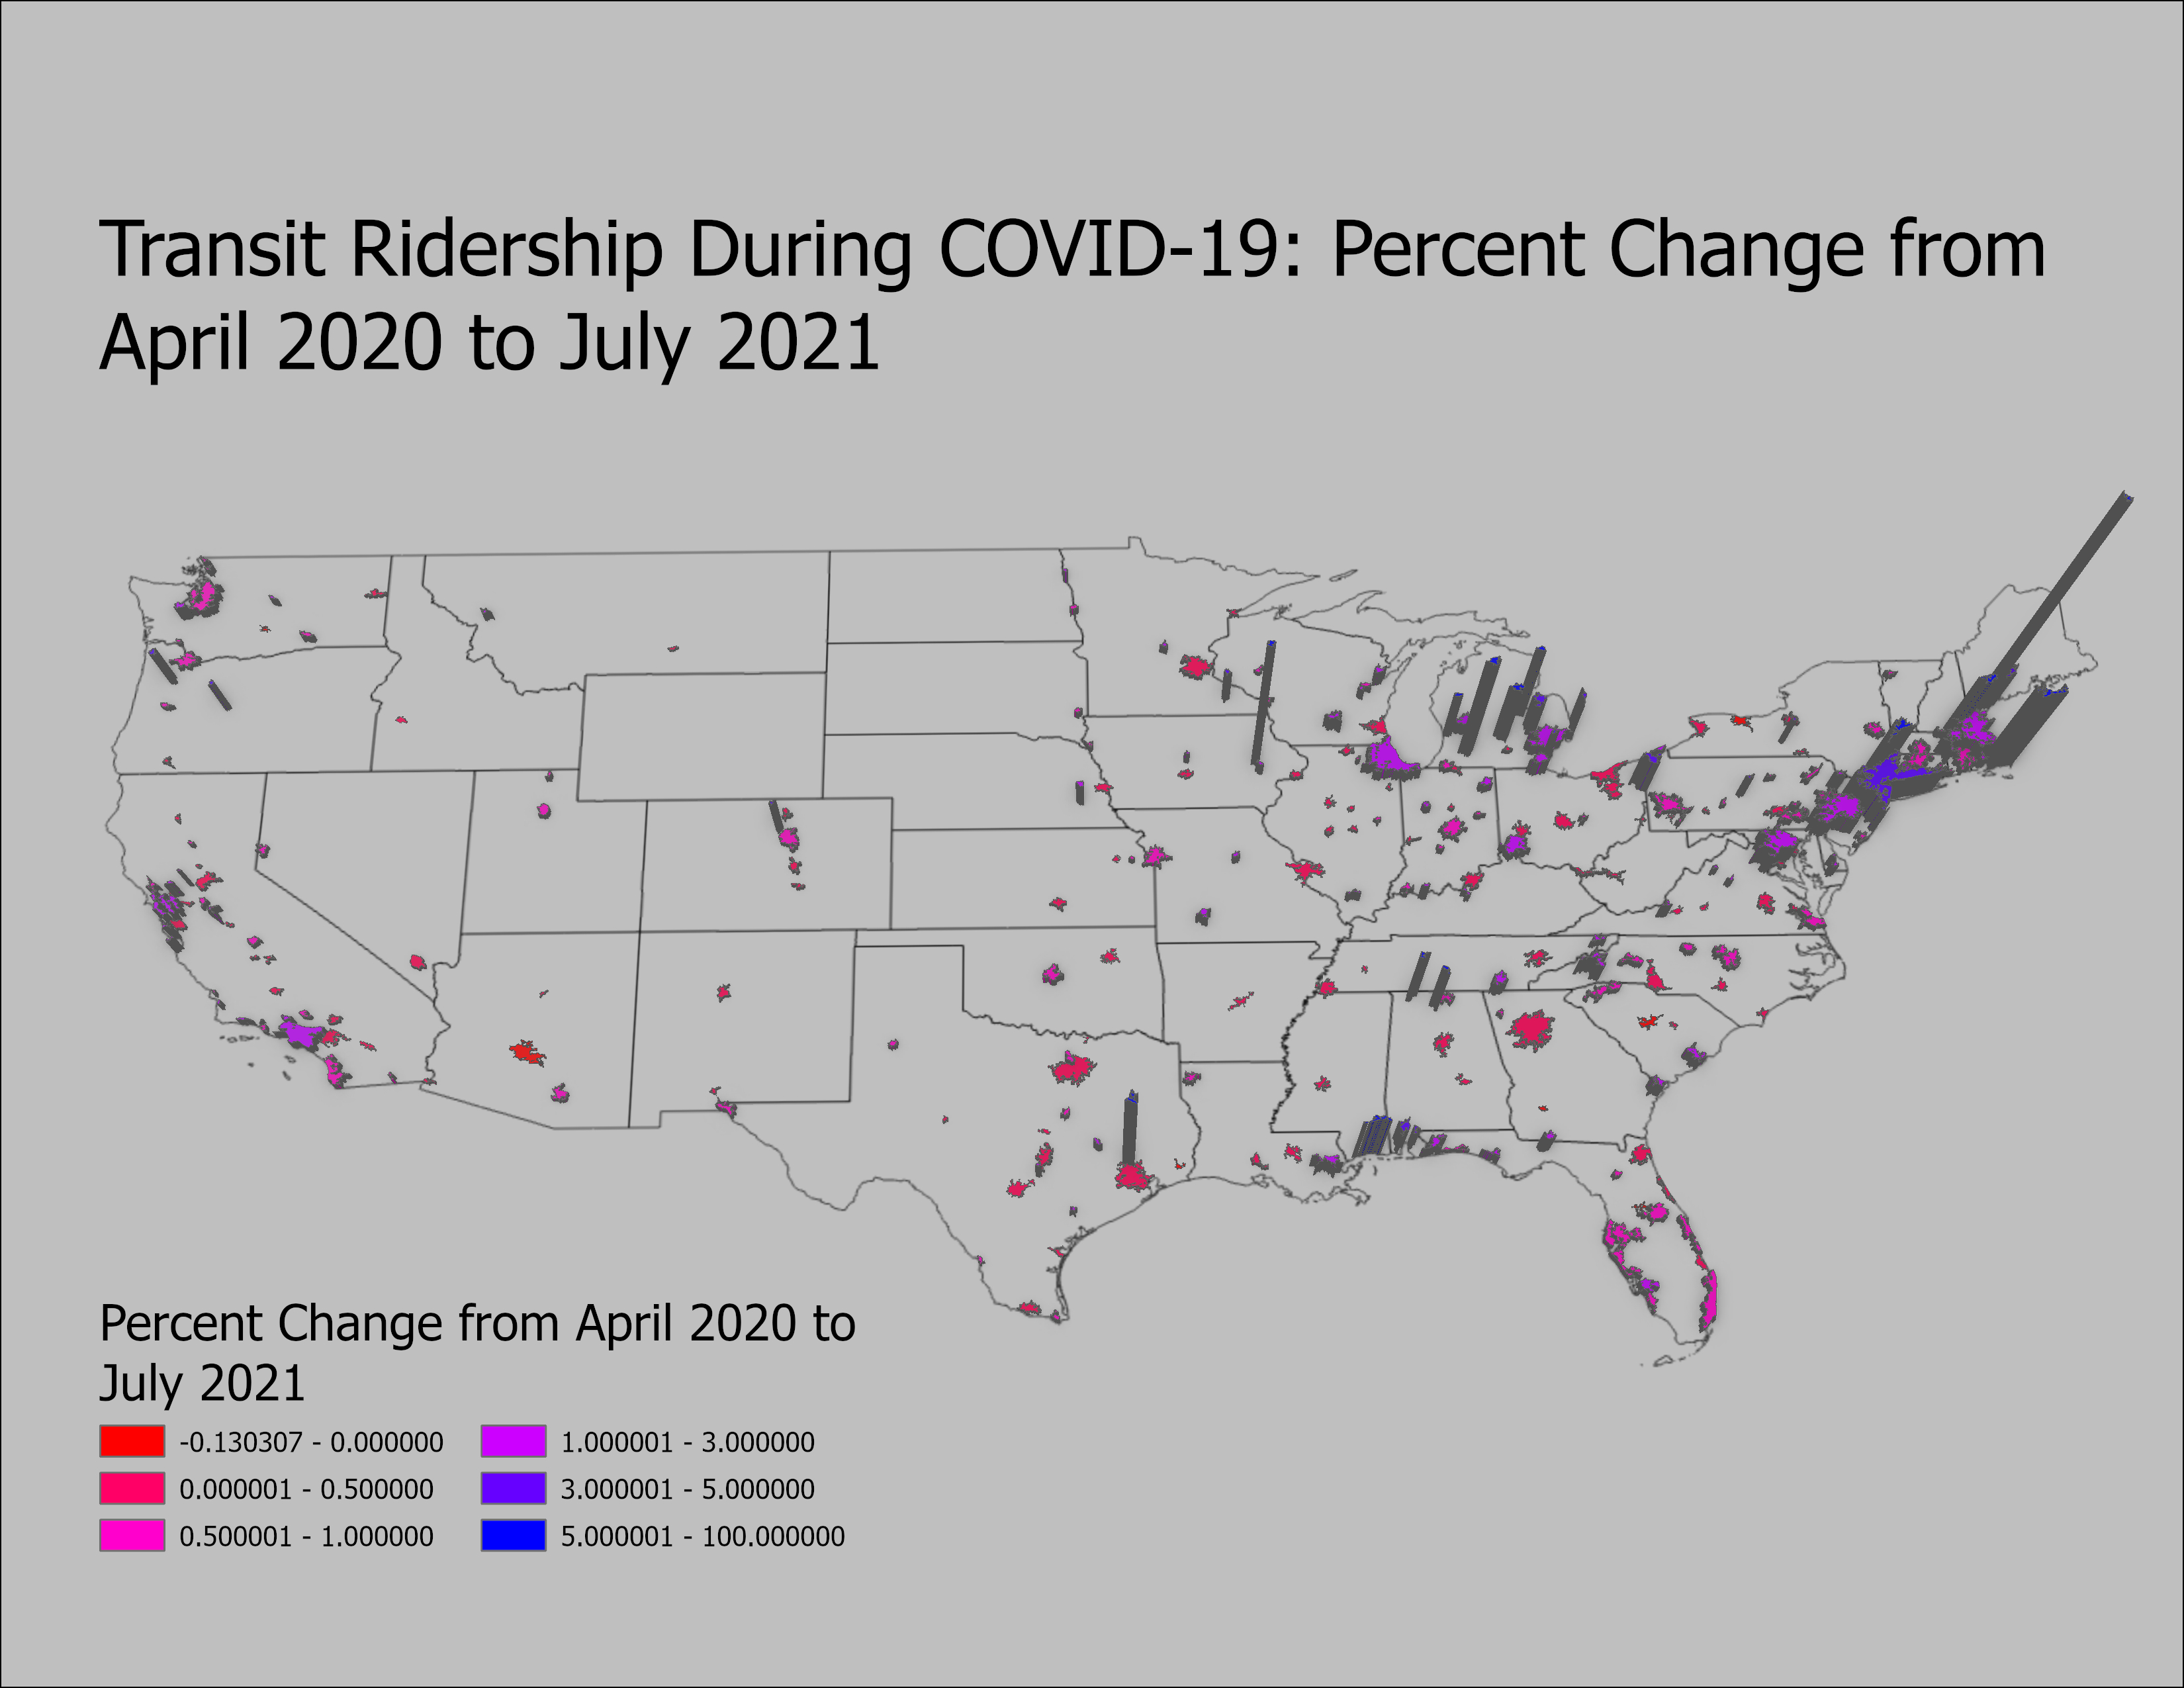 Transit Ridership During COVID-19: Percent Change from
April 2020 to July 2021
Percent Change from April 2020 to
July 2021
-0.130307 - 0.000000
0.000001 - 0.500000
0.500001 - 1.000000
1.000001 - 3.000000
3.000001 - 5.000000
5.000001 - 100.000000